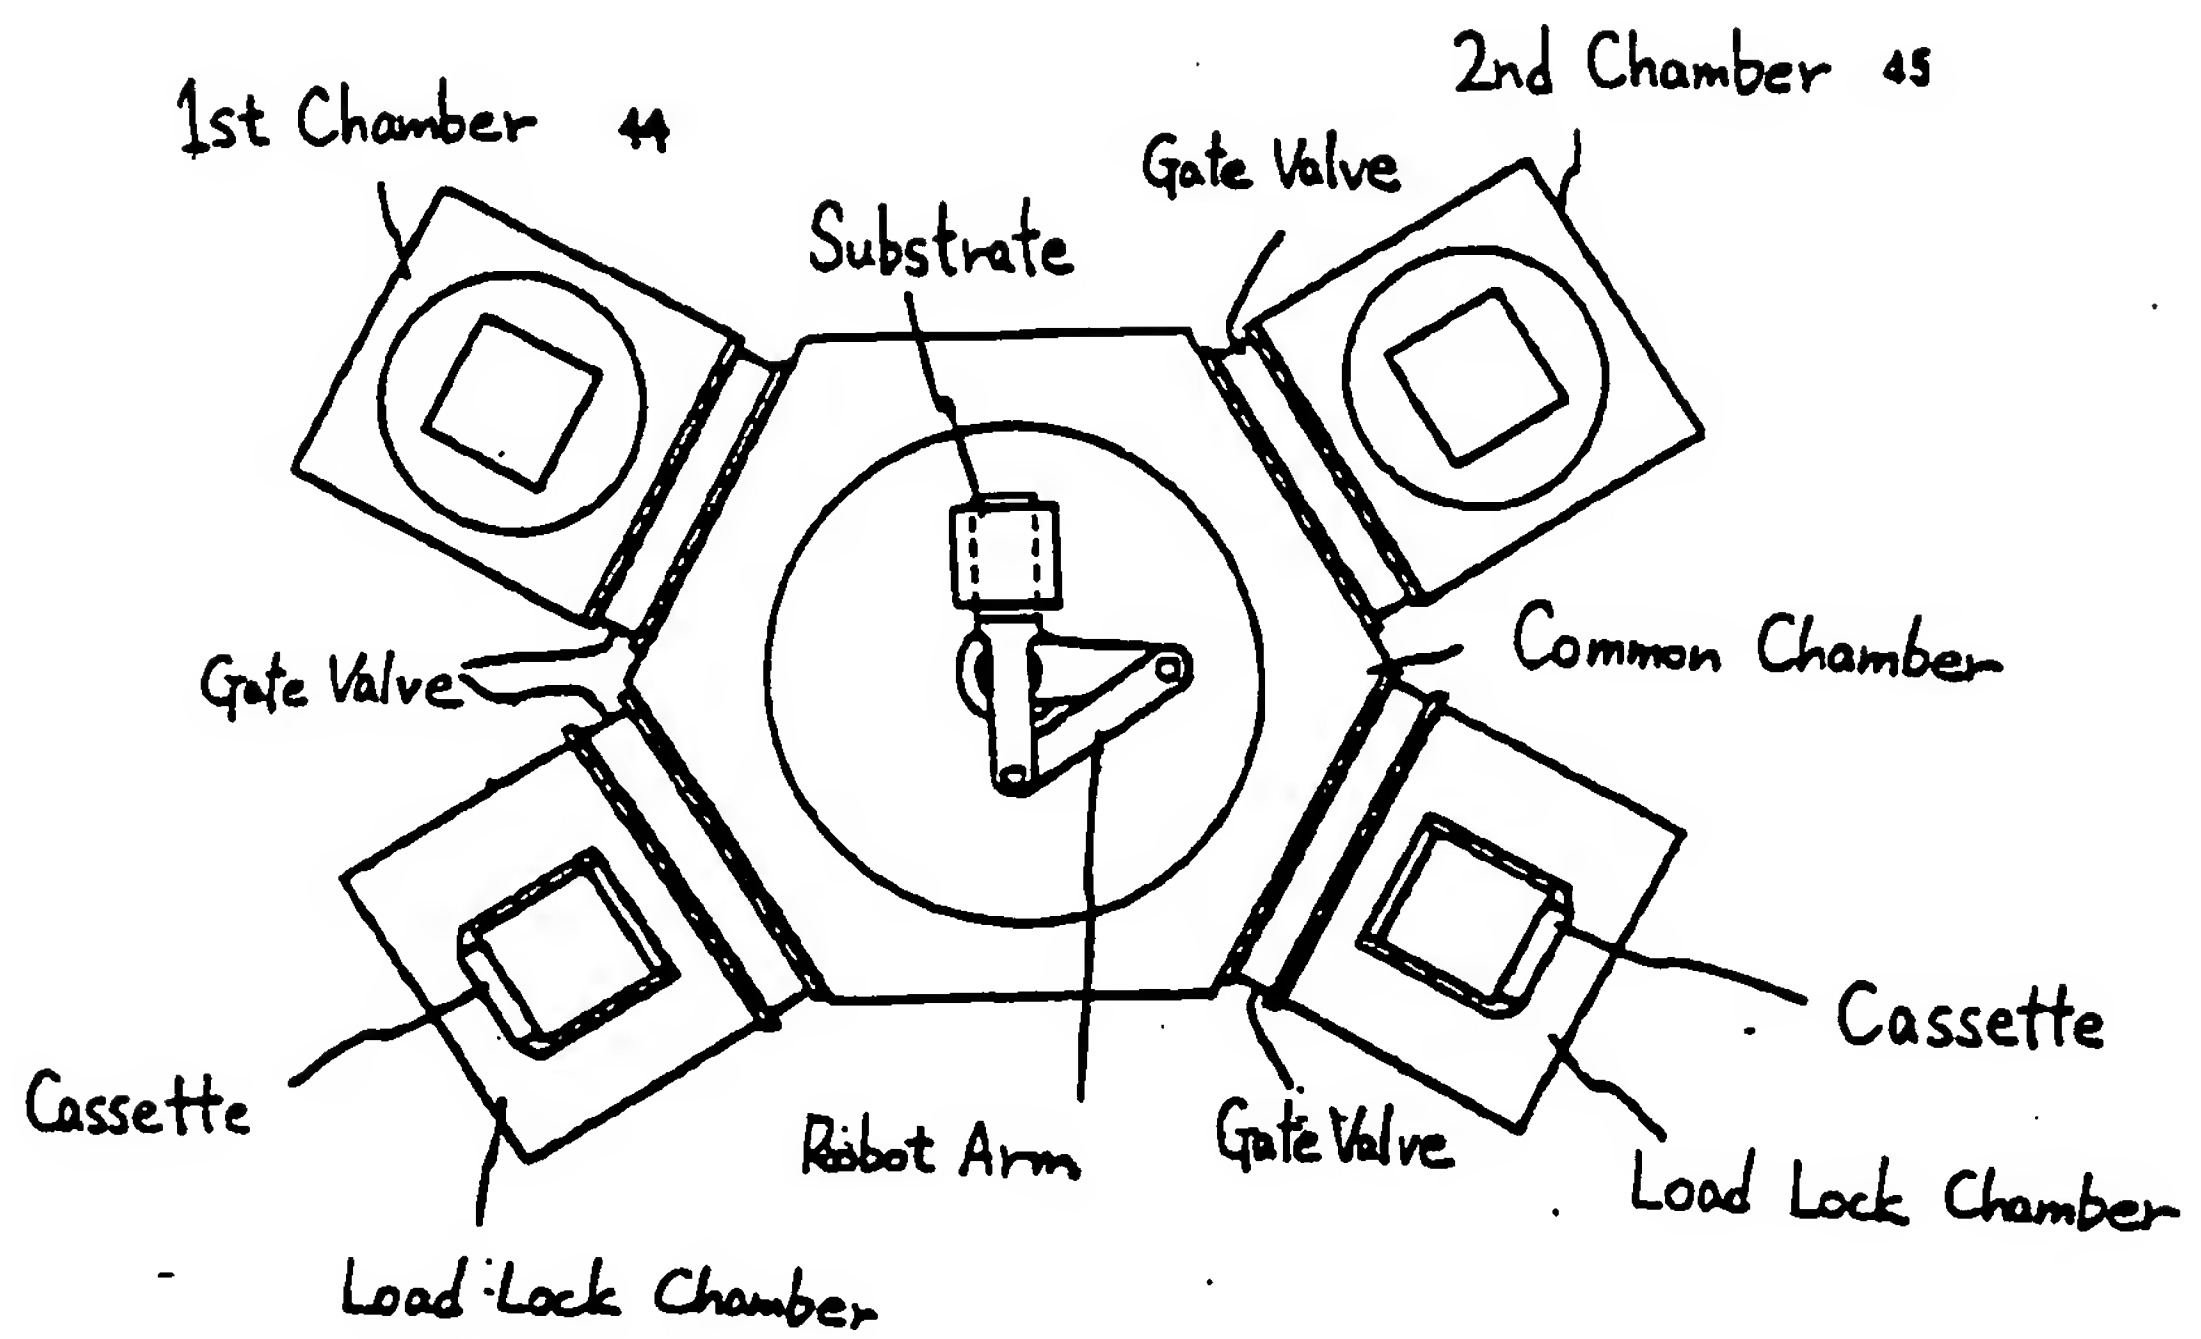 2nd Chamber 45
1st Chamber 44
Gate Valve
Substrate
Common Chamber
Gate Valve
Cassette
Cassette
Robot Arm
Gate Valve
Load Lock Chamber
Load Lock Chamber